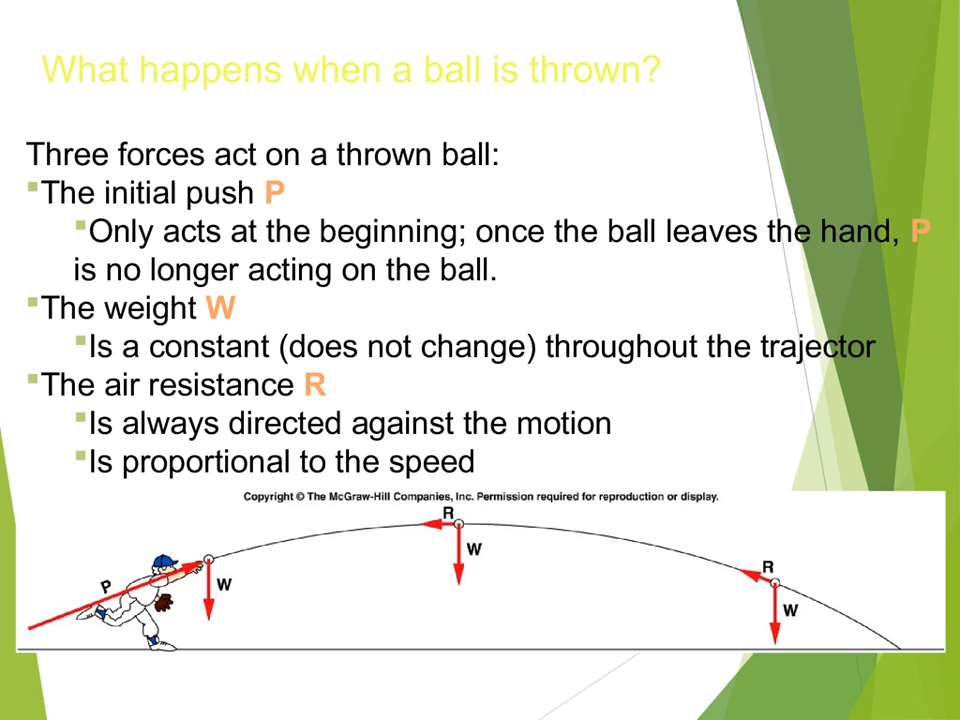 What happens when a ball is thrown?
Three forces act on a thrown ball:
The initial push P
Only acts at the beginning; once the ball leaves the hand, P
is no longer acting on the ball.
The weight W
Is a constant (does not change) throughout the trajector
The air resistance R
Is always directed against the motion
Is proportional to the speed
Copyright © The McGraw-Hill Companies, Inc. Permission required for reproduction or display.
R
W
R
P
W
W